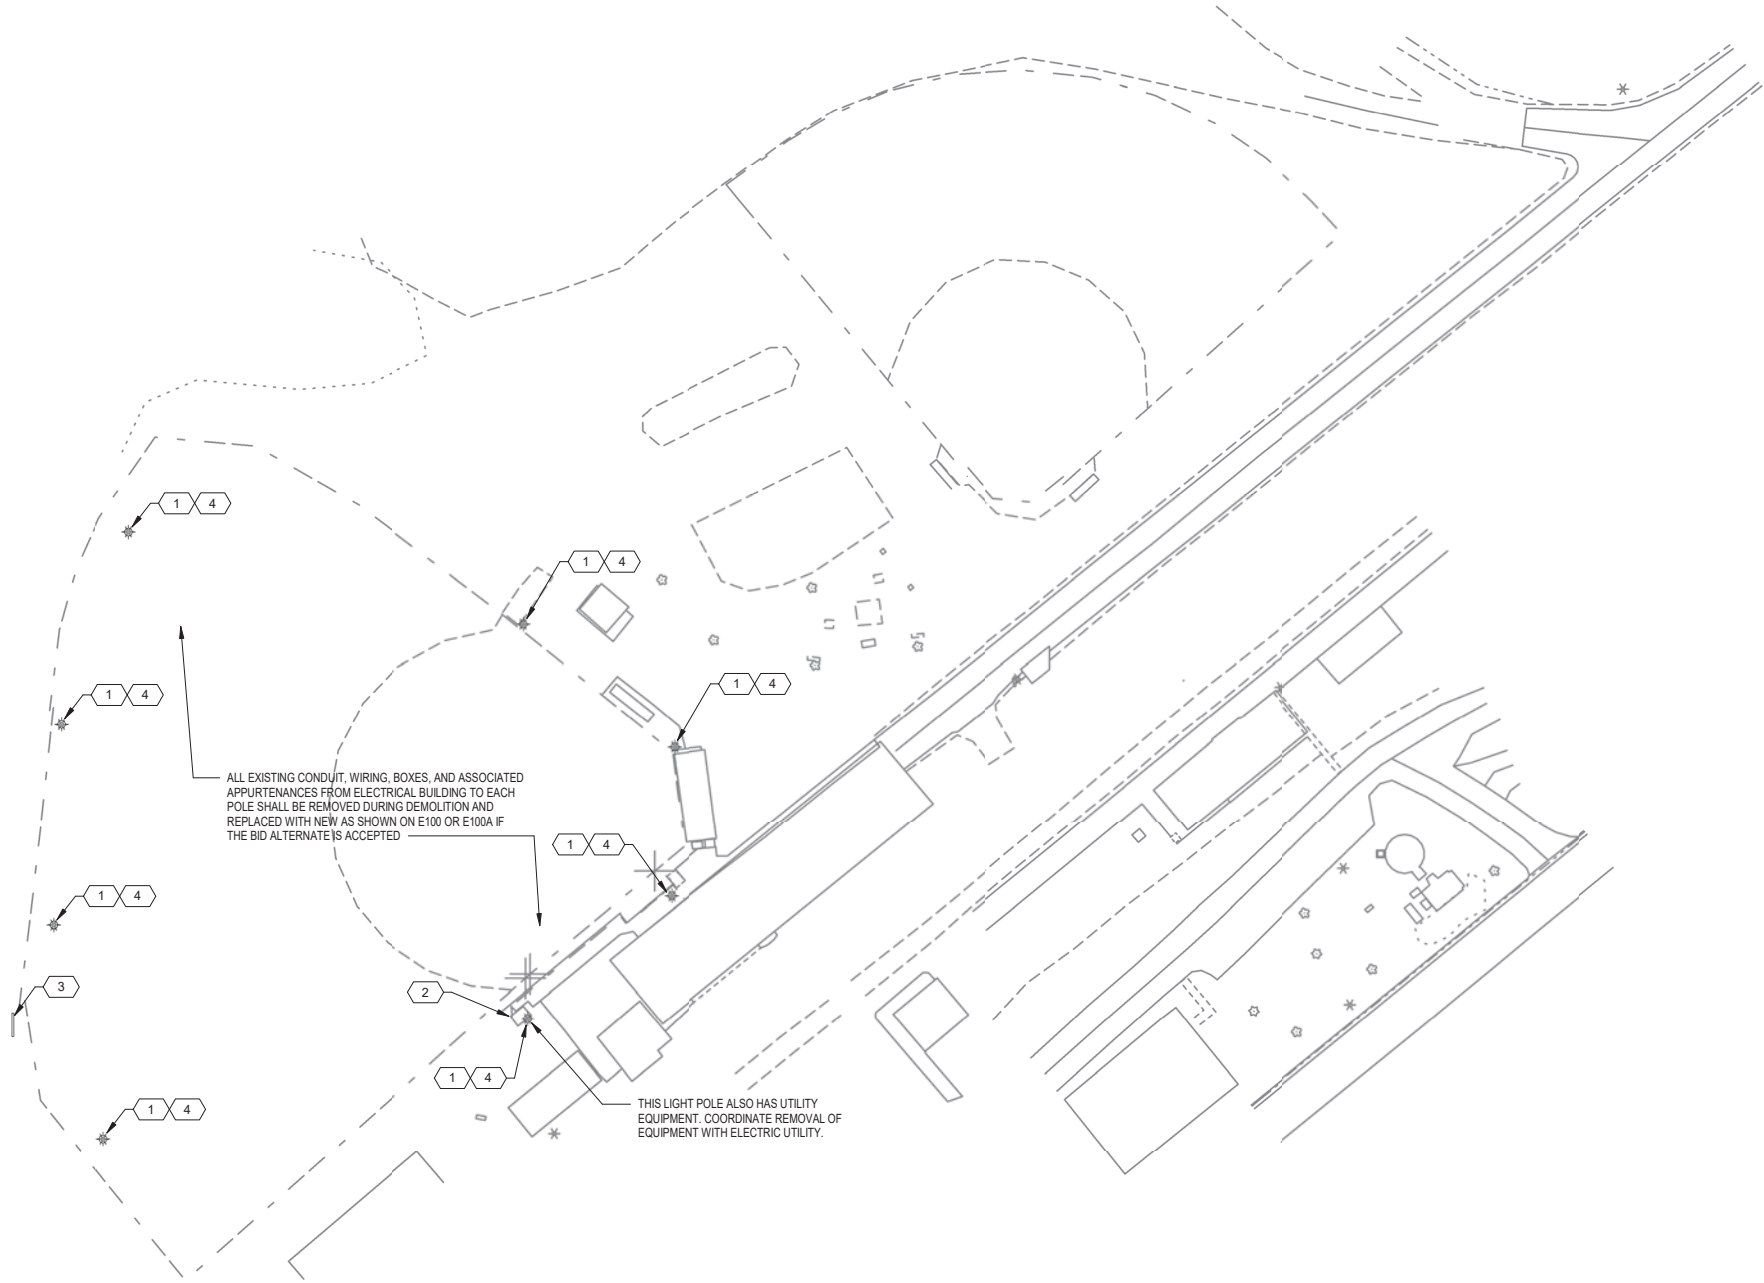 1 4
1 4
1 4
1 4
ALL EXISTING CONDUIT, WIRING, BOXES, AND ASSOCIATED
APPURTENANCES FROM ELECTRICAL BUILDING TO EACH
POLE SHALL BE REMOVED DURING DEMOLITION AND
REPLACED WITH NEW AS SHOWN ON E100 OR E100A IF
THE BID ALTERNATE IS ACCEPTED
1 4
1 4
3
2
1 4
THIS LIGHT POLE ALSO HAS UTILITY
EQUIPMENT. COORDINATE REMOVAL OF
EQUIPMENT WITH ELECTRIC UTILITY.
1 4